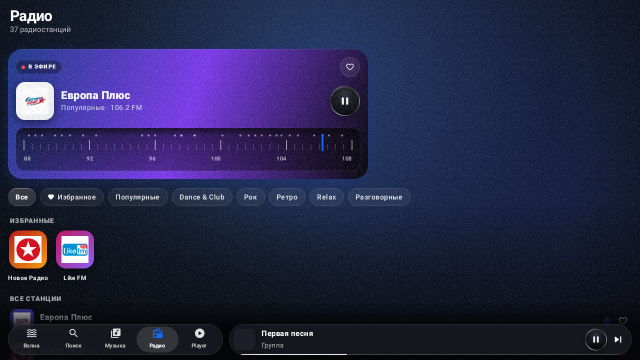 Радио
37 радиостанций
В ЭФИРЕ
Европа Плюс
Популярные · 106.2 FM
88 92 96 100 104 108
Все
Избранное
Популярные
Dance & Club
Рок
Ретро
Relax
Разговорные
ИЗБРАННЫЕ
Like fm
Новое Радио
Like FM
ВСЕ СТАНЦИИ
Европа Плюс
Волна
Поиск
Музыка
Радио
Player
Первая песня
Группа